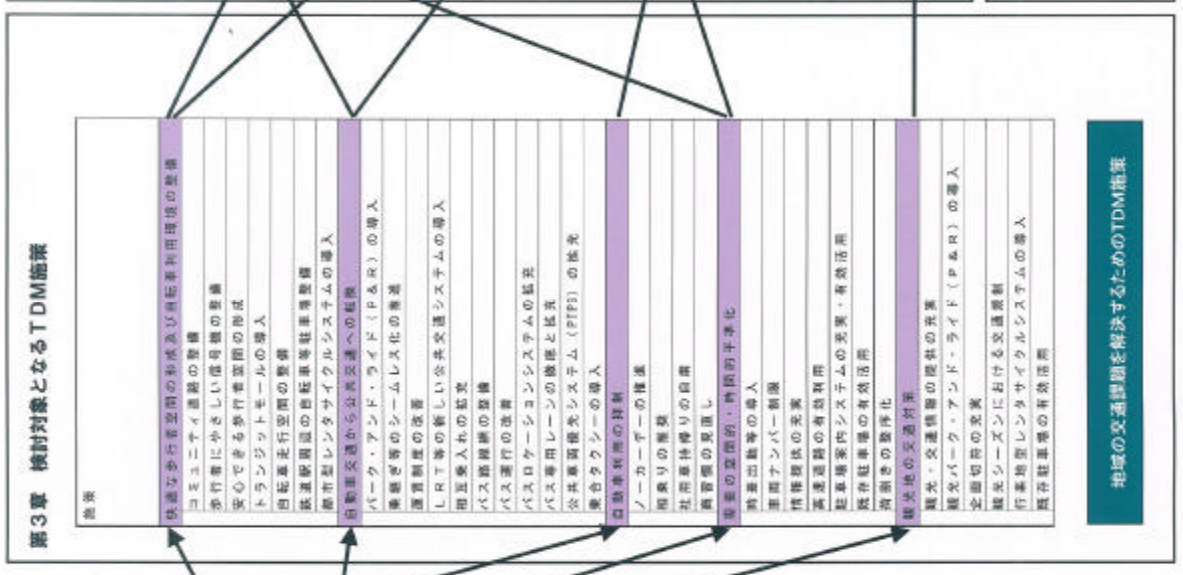 第3章 検討対象となるTDM施策
施策
快適な歩行者空間の形成及び自転車利用環境の整備
コミュニティ道路の整備
歩行者にやさしい信号機の整備
安心できる歩行者空間の形成
トランジットモールの導入
自転車走行空間の整備
鉄道駅周辺の自転車等駐車場整備
都市型レンタサイクルシステムの導入
自動車交通から公共交通への転換
パーク・アンド・ライド(P&R)の導入
乗継ぎ等のシームレス化の推進
運賃制度の改善
LRT等の新しい公共交通システムの導入
相互乗入れの拡充
バス路線網の整備
バス運行の改善
バスロケーションシステムの拡充
バス専用レーンの徹底と拡充
公共車両優先システム(PTPS)の拡充
乗合タクシーの導入
自動車利用の抑制
ノーカーデーの推進
相乗りの推奨
社用車持帰りの自粛
商習慣の見直し
需要の空間的・時間的平準化
時差出勤等の導入
車両ナンバー制限
情報提供の充実
高速道路の有効利用
駐車場案内システムの充実・有効活用
既存駐車場の有効活用
荷捌きの整序化
観光地の交通対策
観光・交通情報の提供の充実
観光パーク・アンド・ライド(P&R)の導入
企画切符の充実
観光シーズンにおける交通規制
行楽地型レンタサイクルシステムの導入
既存駐車場の有効活用
地域の交通課題を解決するためのTDM施策